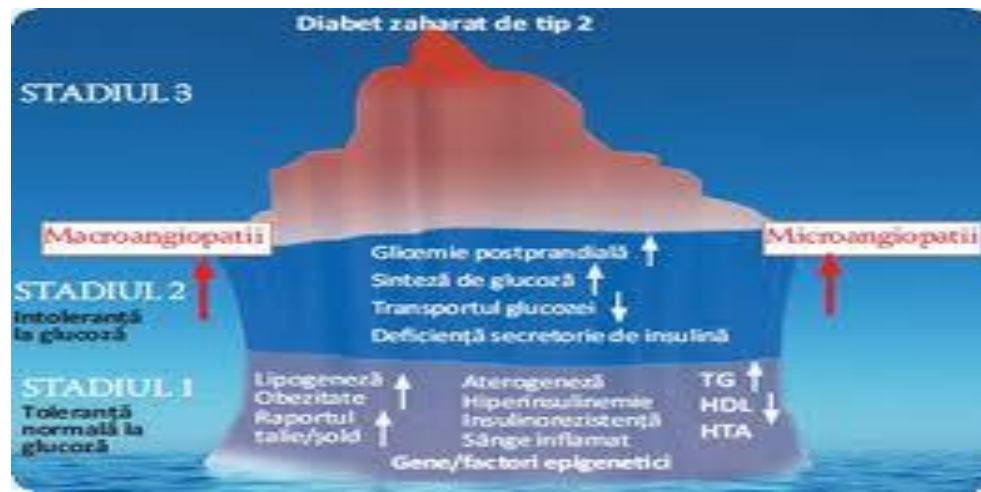 Diabet zaharat de tip 2
STADIUL 3
Macroangiopatii
Microangiopatii
Glicemie postprandială
Sinteză de glucoză
Transportul glucozei
Deficiență secretorie de insulină
STADIUL 2
Intoleranță
la glucoză
STADIUL 1
Toleranță
normală la
glucoză
Lipogeneză
Obezitate
Raportul
talie/șold
Aterogeneză
Hiperinsulinemie
Insulinorezistență
Sânge inflamat
TG
HDL
HTA
Gene/factori epigenetici